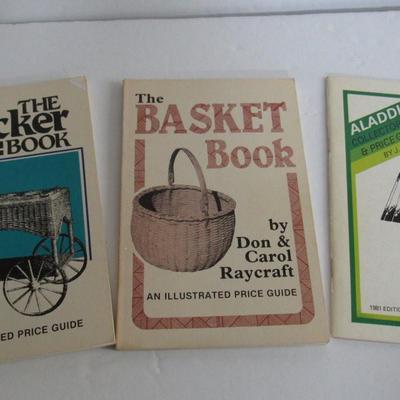 THE
cker
BOOK
ED PRICE GUIDE
The
BASKET
Book
by
Don &
Carol
Raycraft
AN ILLUSTRATED PRICE GUIDE
ALADDI
COLLECTO
& PRICE G
BY J.
1981 EDITION